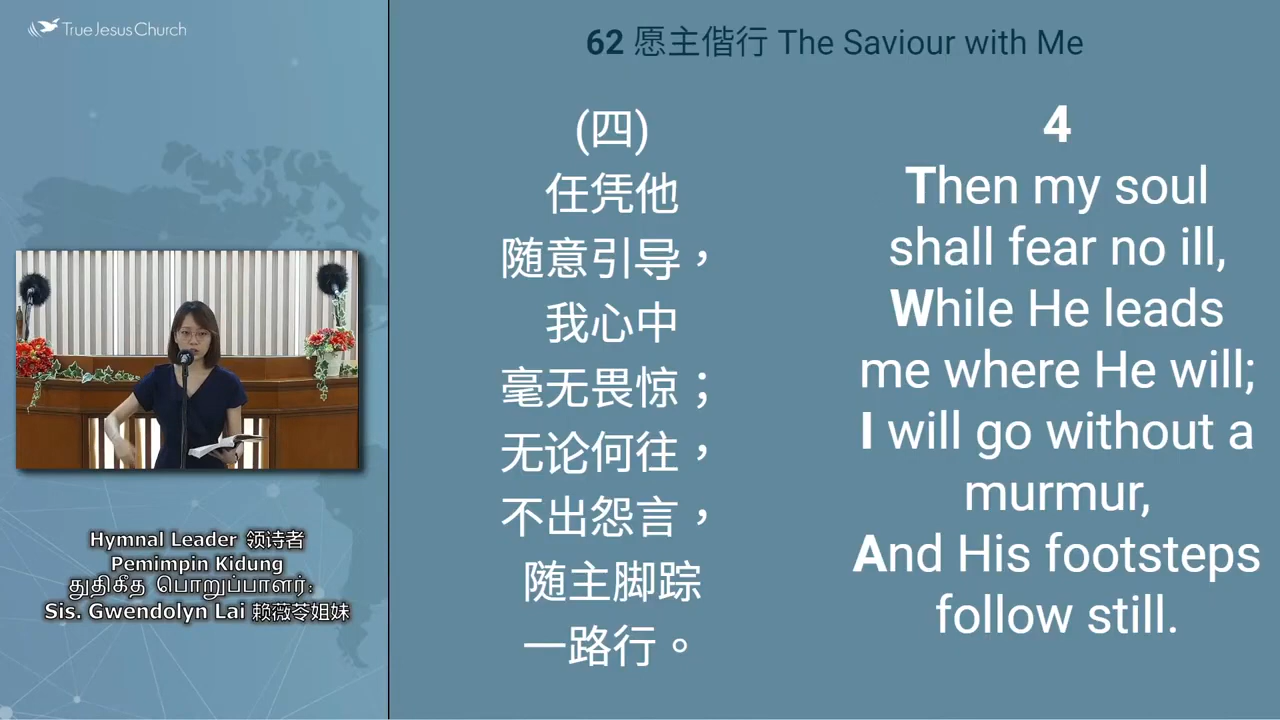 True Jesus Church
62 愿主偕行 The Saviour with Me
(四)
任凭他
随意引导，
我心中
毫无畏惊；
无论何往，
不出怨言，
随主脚踪
一路行。
4
Then my soul
shall fear no ill,
While He leads
me where He will;
I will go without a
murmur,
And His footsteps
follow still.
Hymnal Leader 领诗者
Pemimpin Kidung
துதிகீத பொறுப்பாளர்:
Sis. Gwendolyn Lai 赖薇苓姐妹